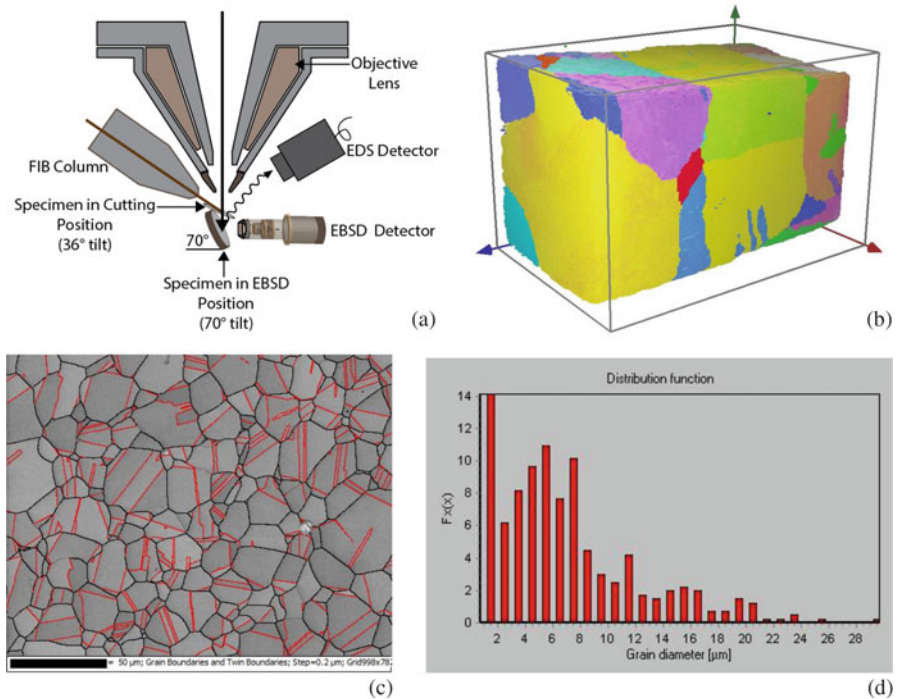 Objective
Lens
EDS Detector
FIB Column
Specimen in Cutting
Position
(36° tilt)
EBSD Detector
70°
Specimen in EBSD
Position
(70° tilt)
(a)
(b)
= 50 µm; Grain Boundaries and Twin Boundaries; Step=0.2 µm; Grid998x782
(c)
Distribution function
14
12
10
8
6
4
2
0
Fx(x)
2 4 6 8 10 12 14 16 18 20 22 24 26 28
Grain diameter [µm]
(d)